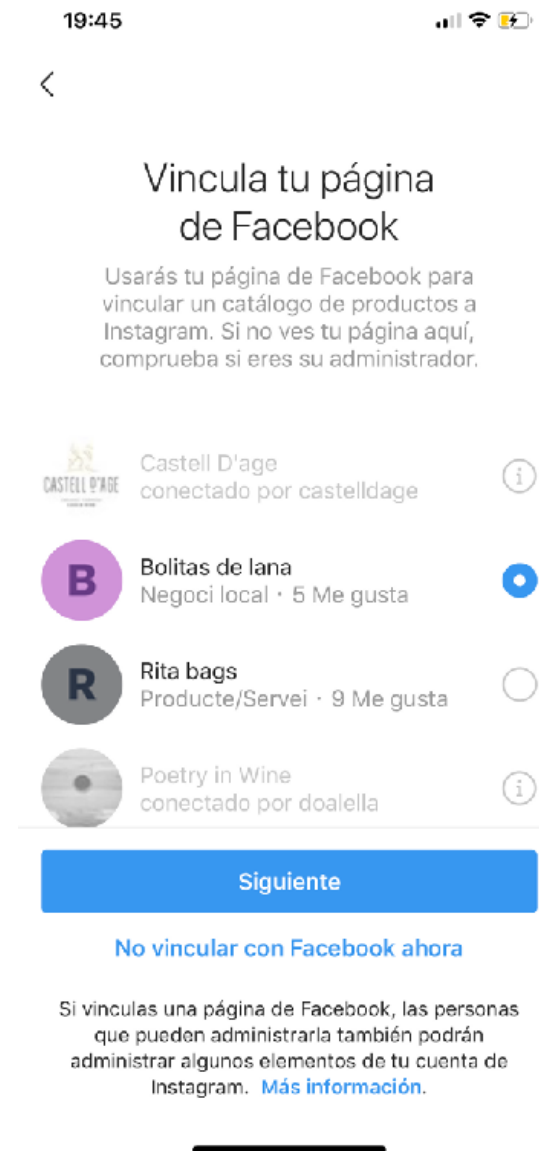 19:45
Vincula tu página
de Facebook
Usarás tu página de Facebook para
vincular un catálogo de productos a
Instagram. Si no ves tu página aquí,
comprueba si eres su administrador.
CASTELL D'AGE
Castell D'age
conectado por castelldage
B
Bolitas de lana
Negoci local · 5 Me gusta
R
Rita bags
Producte/Servei · 9 Me gusta
Poetry in Wine
conectado por doalella
Siguiente
No vincular con Facebook ahora
Si vinculas una página de Facebook, las personas
que pueden administrarla también podrán
administrar algunos elementos de tu cuenta de
Instagram. Más información.